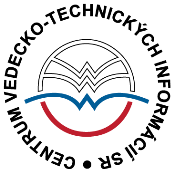 CENTRUM VEDECKO-TECHNICKÝCH INFORMÁCIÍ SR •